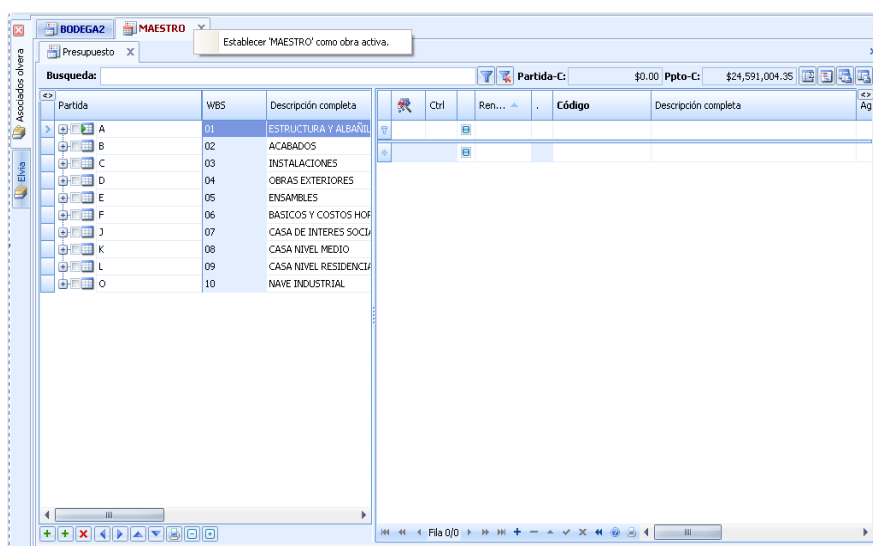 BODEGA2 MAESTRO X
Establecer 'MAESTRO' como obra activa.
Presupuesto X
Busqueda: Partida-C: $0.00 Ppto-C: $24,591,004.35
Asociados olvera
Elvia
Partida WBS Descripción completa Ctrl Ren... . Código Descripción completa Ag
A 01 ESTRUCTURA Y ALBAÑIL
B 02 ACABADOS
C 03 INSTALACIONES
D 04 OBRAS EXTERIORES
E 05 ENSAMBLES
F 06 BASICOS Y COSTOS HOR
J 07 CASA DE INTERES SOCIA
K 08 CASA NIVEL MEDIO
L 09 CASA NIVEL RESIDENCIA
O 10 NAVE INDUSTRIAL
Fila 0/0